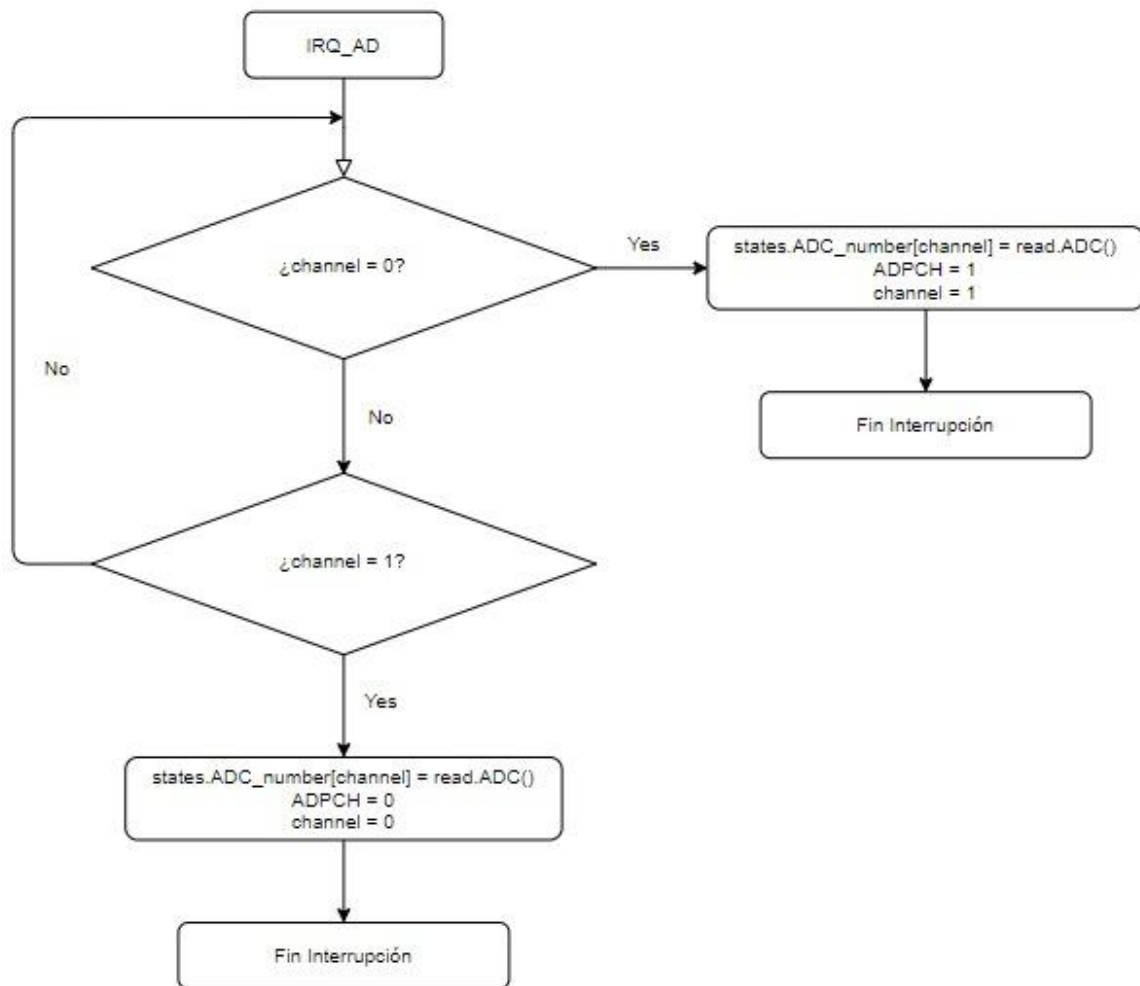 IRQ_AD
¿channel = 0?
Yes
states.ADC_number[channel] = read.ADC()
ADPCH = 1
channel = 1
No
No
Fin Interrupción
¿channel = 1?
Yes
states.ADC_number[channel] = read.ADC()
ADPCH = 0
channel = 0
Fin Interrupción